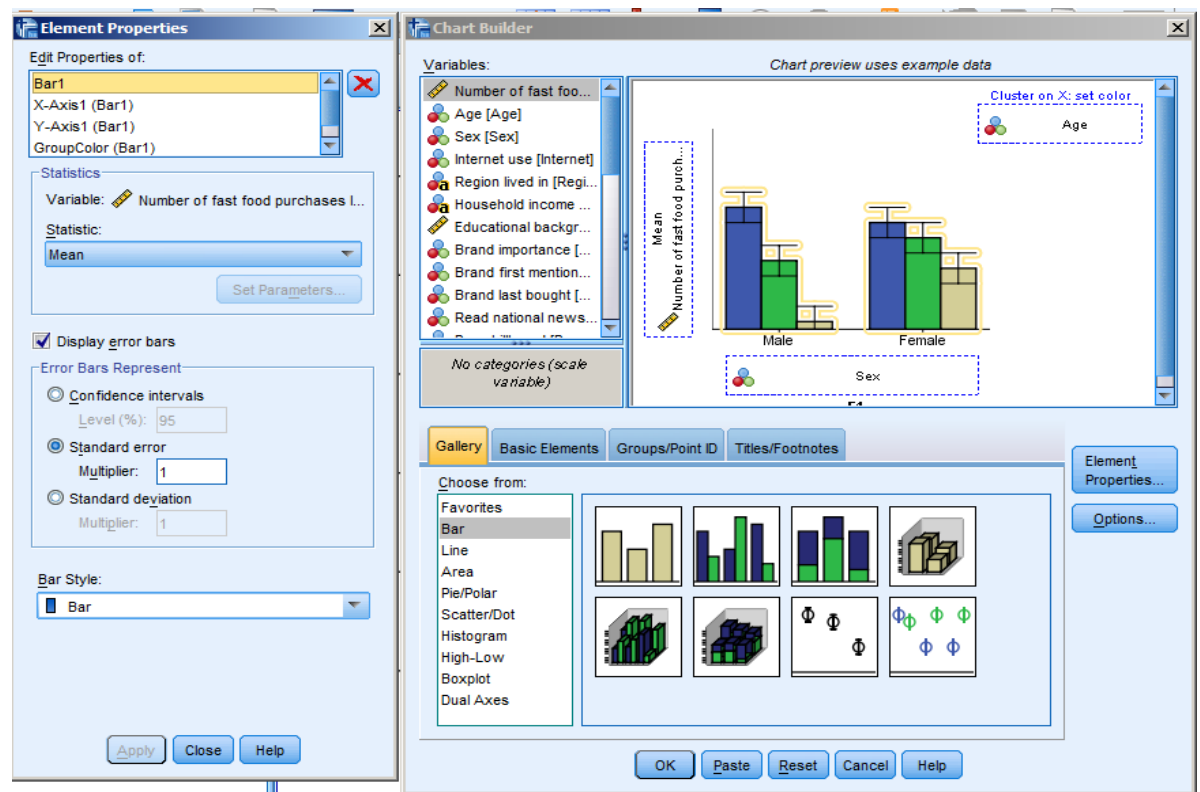 Element Properties
Edit Properties of:
Bar1
X-Axis1 (Bar1)
Y-Axis1 (Bar1)
GroupColor (Bar1)
Statistics
Variable: Number of fast food purchases l...
Statistic:
Mean
Set Parameters...
Display error bars
Error Bars Represent
Confidence intervals
Level (%): 95
Standard error
Multiplier: 1
Standard deviation
Multiplier: 1
Bar Style:
Bar
Apply Close Help
Chart Builder
Variables:
Number of fast foo...
Age [Age]
Sex [Sex]
Internet use [Internet]
Region lived in [Regi...
Household income ...
Educational backgr...
Brand importance [...
Brand first mention...
Brand last bought [...
Read national news...
No categories (scale
variable)
Chart preview uses example data
Cluster on X: set color
Age
Mean
Number of fast food purch...
Male Female
Sex
Gallery Basic Elements Groups/Point ID Titles/Footnotes
Choose from:
Favorites
Bar
Line
Area
Pie/Polar
Scatter/Dot
Histogram
High-Low
Boxplot
Dual Axes
Element
Properties...
Options...
OK Paste Reset Cancel Help